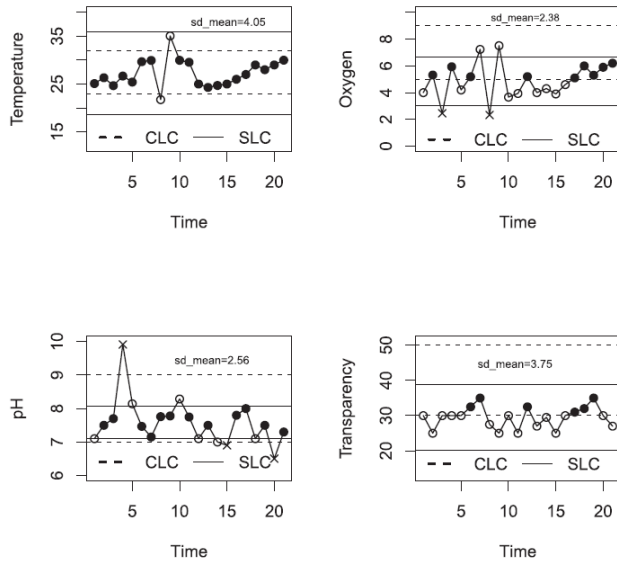 sd_mean=4.05
Temperature
35
25
15
CLC SLC
5 10 15 20
Time
sd_mean=2.38
Oxygen
8
6
4
2
0
CLC SLC
5 10 15 20
Time
sd_mean=2.56
pH
10
9
8
7
6
CLC SLC
5 10 15 20
Time
sd_mean=3.75
Transparency
50
40
30
20
CLC SLC
5 10 15 20
Time